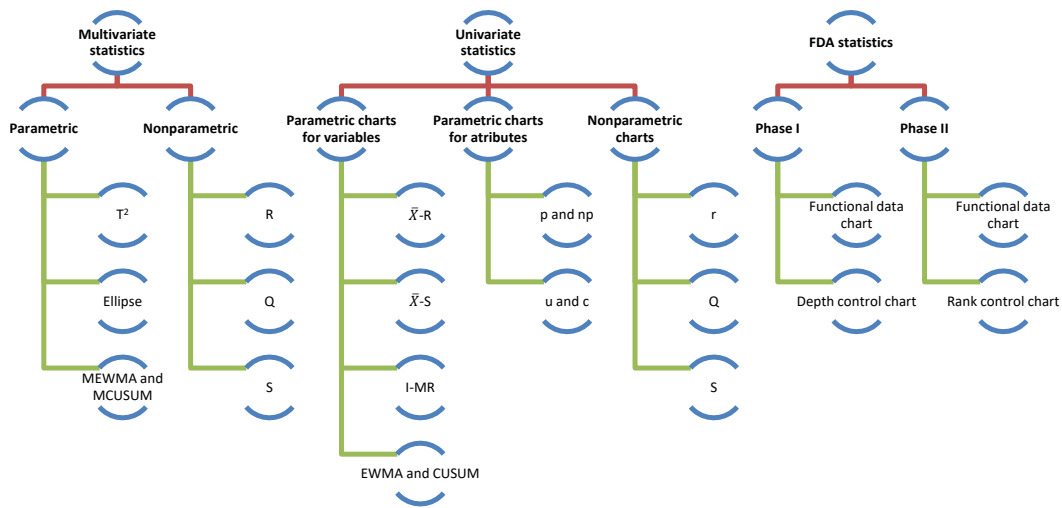 Multivariate
statistics
Parametric
T²
Ellipse
MEWMA and
MCUSUM
Nonparametric
R
Q
S
Univariate
statistics
Parametric charts
for variables
X̄-R
X̄-S
I-MR
EWMA and CUSUM
Parametric charts
for atributes
p and np
u and c
Nonparametric
charts
r
Q
S
FDA statistics
Phase I
Functional data
chart
Depth control chart
Phase II
Functional data
chart
Rank control chart